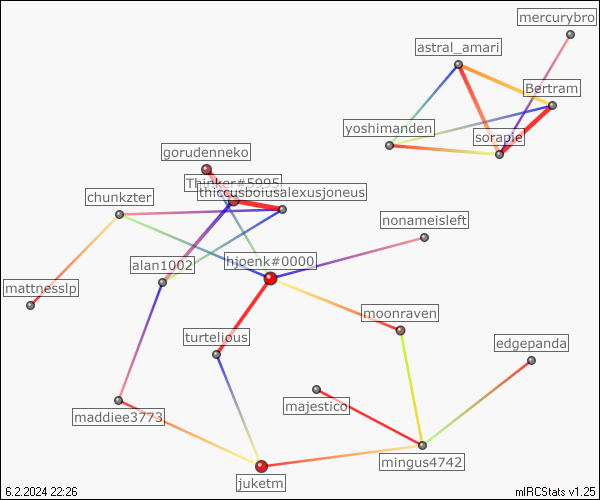 mercurybro
astral_amari
Bertram
yoshimanden
sorapie
gorudenneko
Thinker#5995
thiccusboiusalexusjoneus
chunkzter
nonameisleft
alan1002
hjoenk#0000
mattnesslp
moonraven
turtelious
edgepanda
majestico
maddiee3773
mingus4742
juketm
6.2.2024 22:26
mIRCStats v1.25